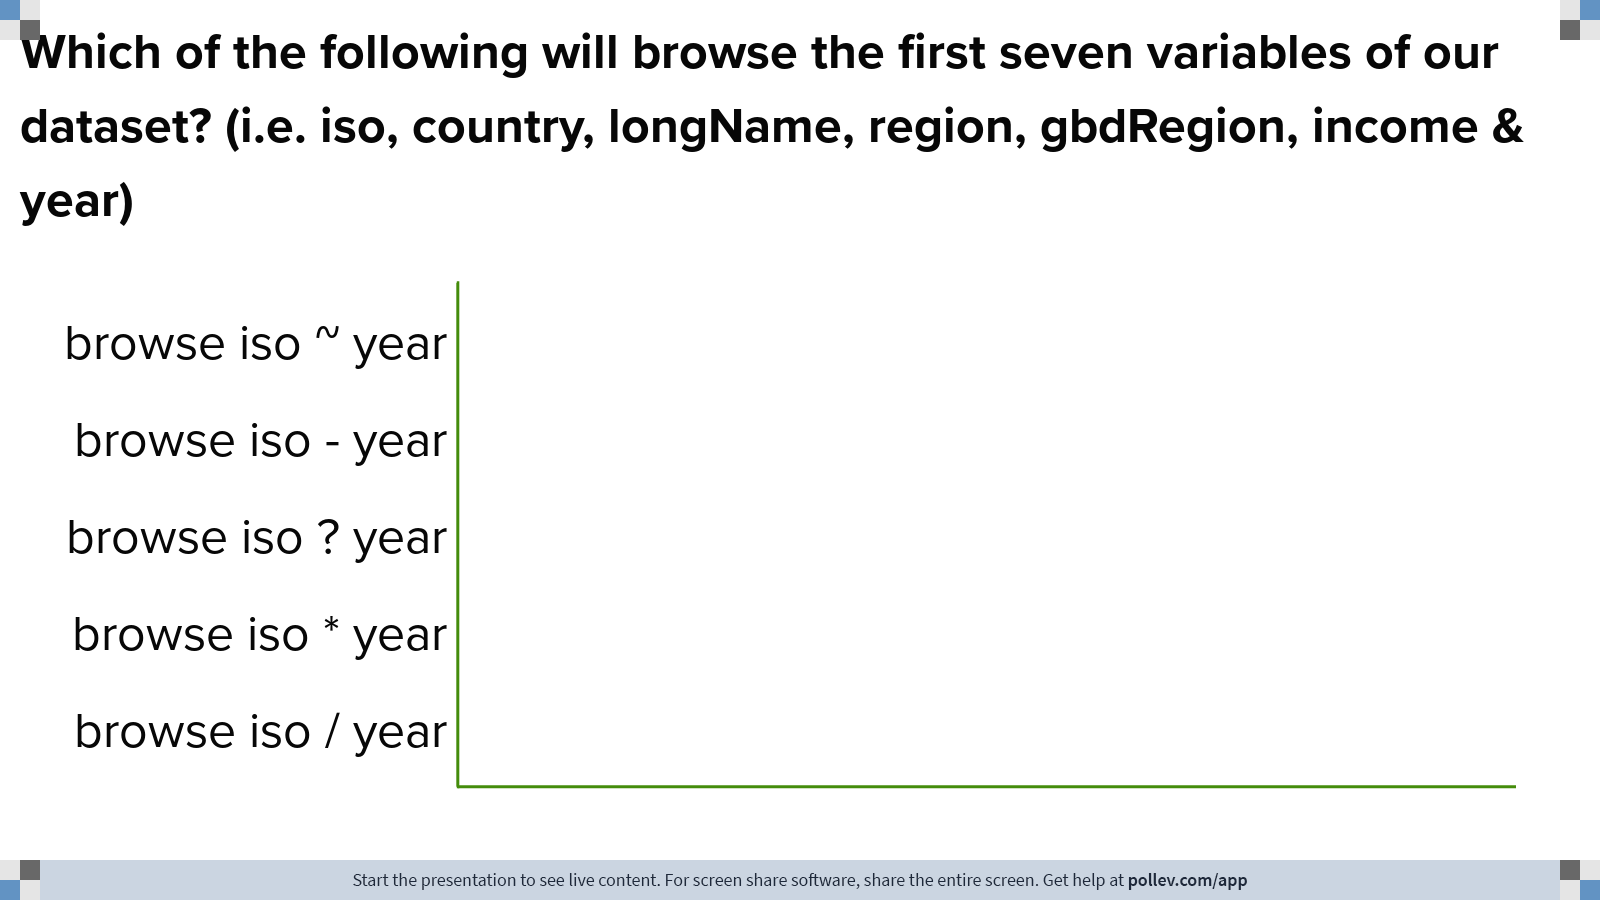 Which of the following will browse the first seven variables of our
dataset? (i.e. iso, country, longName, region, gbdRegion, income &
year)
browse iso ~ year
browse iso - year
browse iso ? year
browse iso * year
browse iso / year
Start the presentation to see live content. For screen share software, share the entire screen. Get help at pollev.com/app